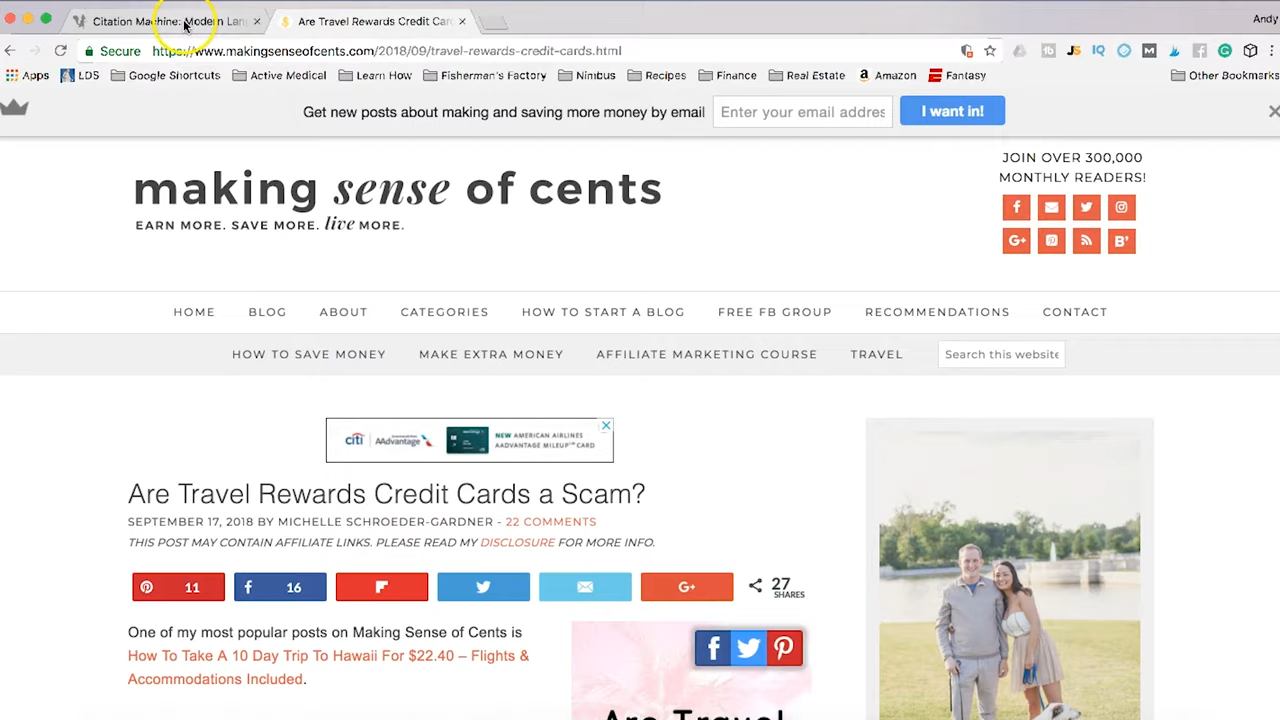 Citation Machine: Modern Lan
Are Travel Rewards Credit Car
Andy
Secure
https://www.makingsenseofcents.com/2018/09/travel-rewards-credit-cards.html
Apps
LDS
Google Shortcuts
Active Medical
Learn How
Fisherman's Factory
Nimbus
Recipes
Finance
Real Estate
Amazon
Fantasy
Other Bookmarks
Get new posts about making and saving more money by email
Enter your email address
I want in!
making sense of cents
EARN MORE. SAVE MORE. live MORE.
JOIN OVER 300,000
MONTHLY READERS!
HOME
BLOG
ABOUT
CATEGORIES
HOW TO START A BLOG
FREE FB GROUP
RECOMMENDATIONS
CONTACT
HOW TO SAVE MONEY
MAKE EXTRA MONEY
AFFILIATE MARKETING COURSE
TRAVEL
Search this website
citi
AAdvantage
NEW AMERICAN AIRLINES
AADVANTAGE MILEUP℠ CARD
Are Travel Rewards Credit Cards a Scam?
SEPTEMBER 17, 2018 BY MICHELLE SCHROEDER-GARDNER - 22 COMMENTS
THIS POST MAY CONTAIN AFFILIATE LINKS. PLEASE READ MY DISCLOSURE FOR MORE INFO.
11
16
27
SHARES
One of my most popular posts on Making Sense of Cents is
How To Take A 10 Day Trip To Hawaii For $22.40 – Flights &
Accommodations Included.
Are Travel